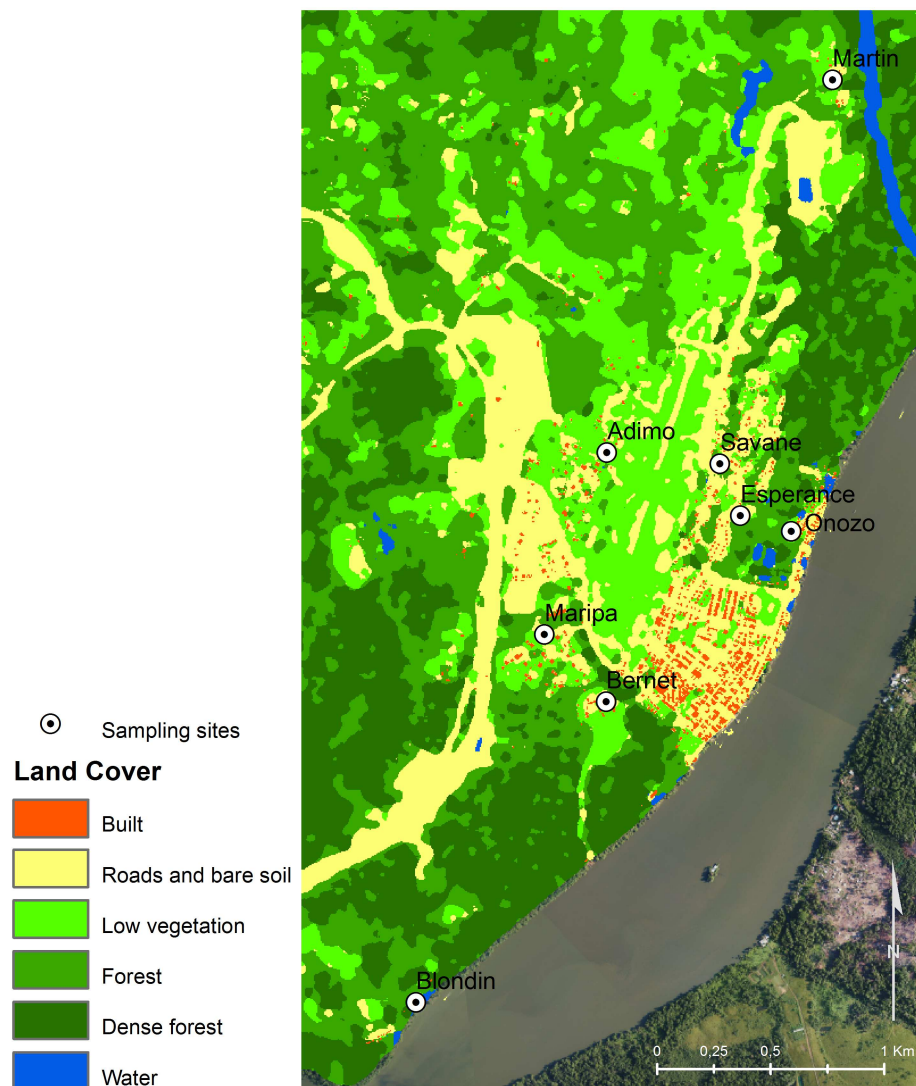 Martin
Adimo
Savane
Esperance
Onozo
Maripa
Bernet
Sampling sites
Land Cover
Built
Roads and bare soil
Low vegetation
Forest
Dense forest
Water
Blondin
N
0 0,25 0,5 1 Km